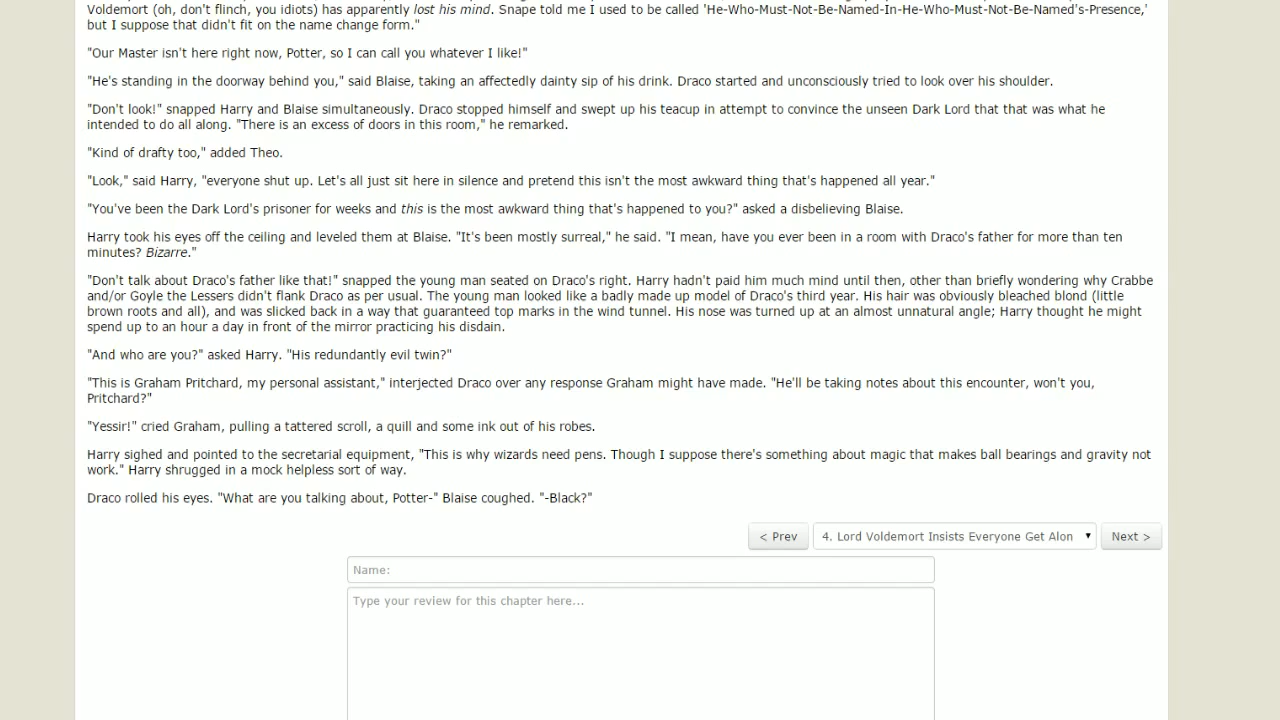 Voldemort (oh, don't flinch, you idiots) has apparently lost his mind. Snape told me I used to be called 'He-Who-Must-Not-Be-Named-In-He-Who-Must-Not-Be-Named's-Presence,'
but I suppose that didn't fit on the name change form."
"Our Master isn't here right now, Potter, so I can call you whatever I like!"
"He's standing in the doorway behind you," said Blaise, taking an affectedly dainty sip of his drink. Draco started and unconsciously tried to look over his shoulder.
"Don't look!" snapped Harry and Blaise simultaneously. Draco stopped himself and swept up his teacup in attempt to convince the unseen Dark Lord that that was what he
intended to do all along. "There is an excess of doors in this room," he remarked.
"Kind of drafty too," added Theo.
"Look," said Harry, "everyone shut up. Let's all just sit here in silence and pretend this isn't the most awkward thing that's happened all year."
"You've been the Dark Lord's prisoner for weeks and this is the most awkward thing that's happened to you?" asked a disbelieving Blaise.
Harry took his eyes off the ceiling and leveled them at Blaise. "It's been mostly surreal," he said. "I mean, have you ever been in a room with Draco's father for more than ten
minutes? Bizarre."
"Don't talk about Draco's father like that!" snapped the young man seated on Draco's right. Harry hadn't paid him much mind until then, other than briefly wondering why Crabbe
and/or Goyle the Lessers didn't flank Draco as per usual. The young man looked like a badly made up model of Draco's third year. His hair was obviously bleached blond (little
brown roots and all), and was slicked back in a way that guaranteed top marks in the wind tunnel. His nose was turned up at an almost unnatural angle; Harry thought he might
spend up to an hour a day in front of the mirror practicing his disdain.
"And who are you?" asked Harry. "His redundantly evil twin?"
"This is Graham Pritchard, my personal assistant," interjected Draco over any response Graham might have made. "He'll be taking notes about this encounter, won't you,
Pritchard?"
"Yessir!" cried Graham, pulling a tattered scroll, a quill and some ink out of his robes.
Harry sighed and pointed to the secretarial equipment, "This is why wizards need pens. Though I suppose there's something about magic that makes ball bearings and gravity not
work." Harry shrugged in a mock helpless sort of way.
Draco rolled his eyes. "What are you talking about, Potter-" Blaise coughed. "-Black?"
< Prev
4. Lord Voldemort Insists Everyone Get Alon
Next >
Name:
Type your review for this chapter here...